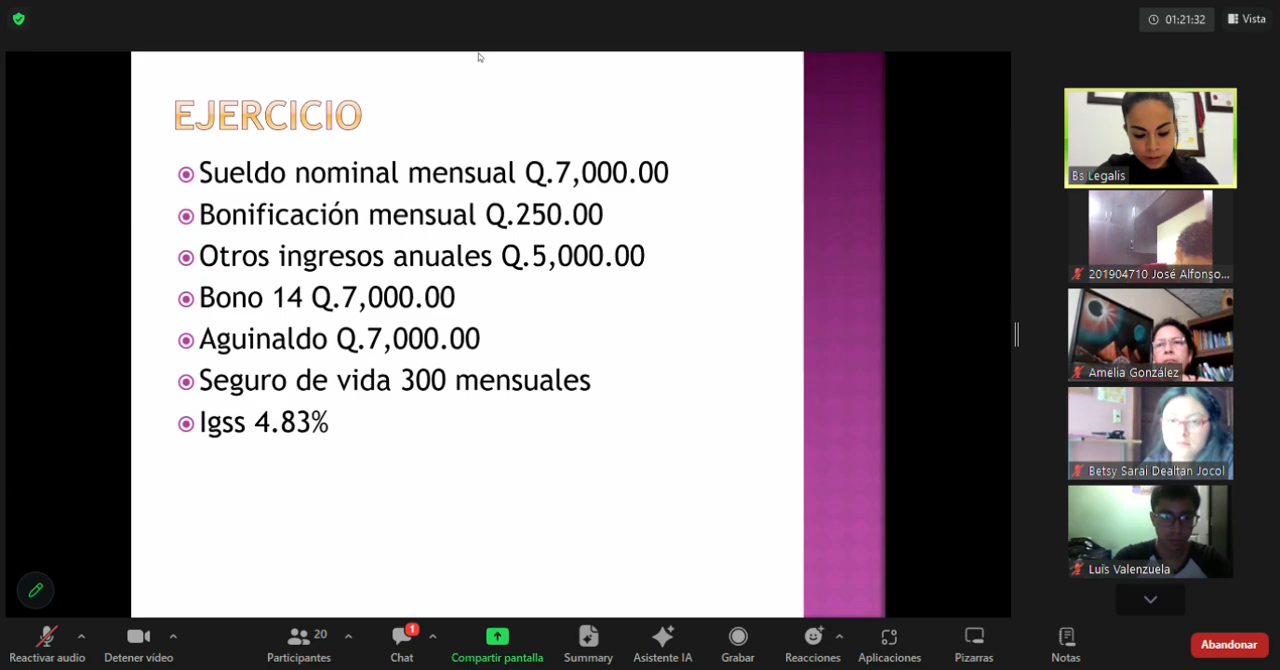 01:21:32
Vista
EJERCICIO
Sueldo nominal mensual Q.7,000.00
Bonificación mensual Q.250.00
Otros ingresos anuales Q.5,000.00
Bono 14 Q.7,000.00
Aguinaldo Q.7,000.00
Seguro de vida 300 mensuales
Igss 4.83%
Bs Legalis
201904710 José Alfonso...
Amelia González
Betsy Sarai Dealtán Jocol
Luis Valenzuela
Reactivar audio
Detener vídeo
20
Participantes
1
Chat
Compartir pantalla
Summary
Asistente IA
Grabar
Reacciones
Aplicaciones
Pizarras
Notas
Abandonar